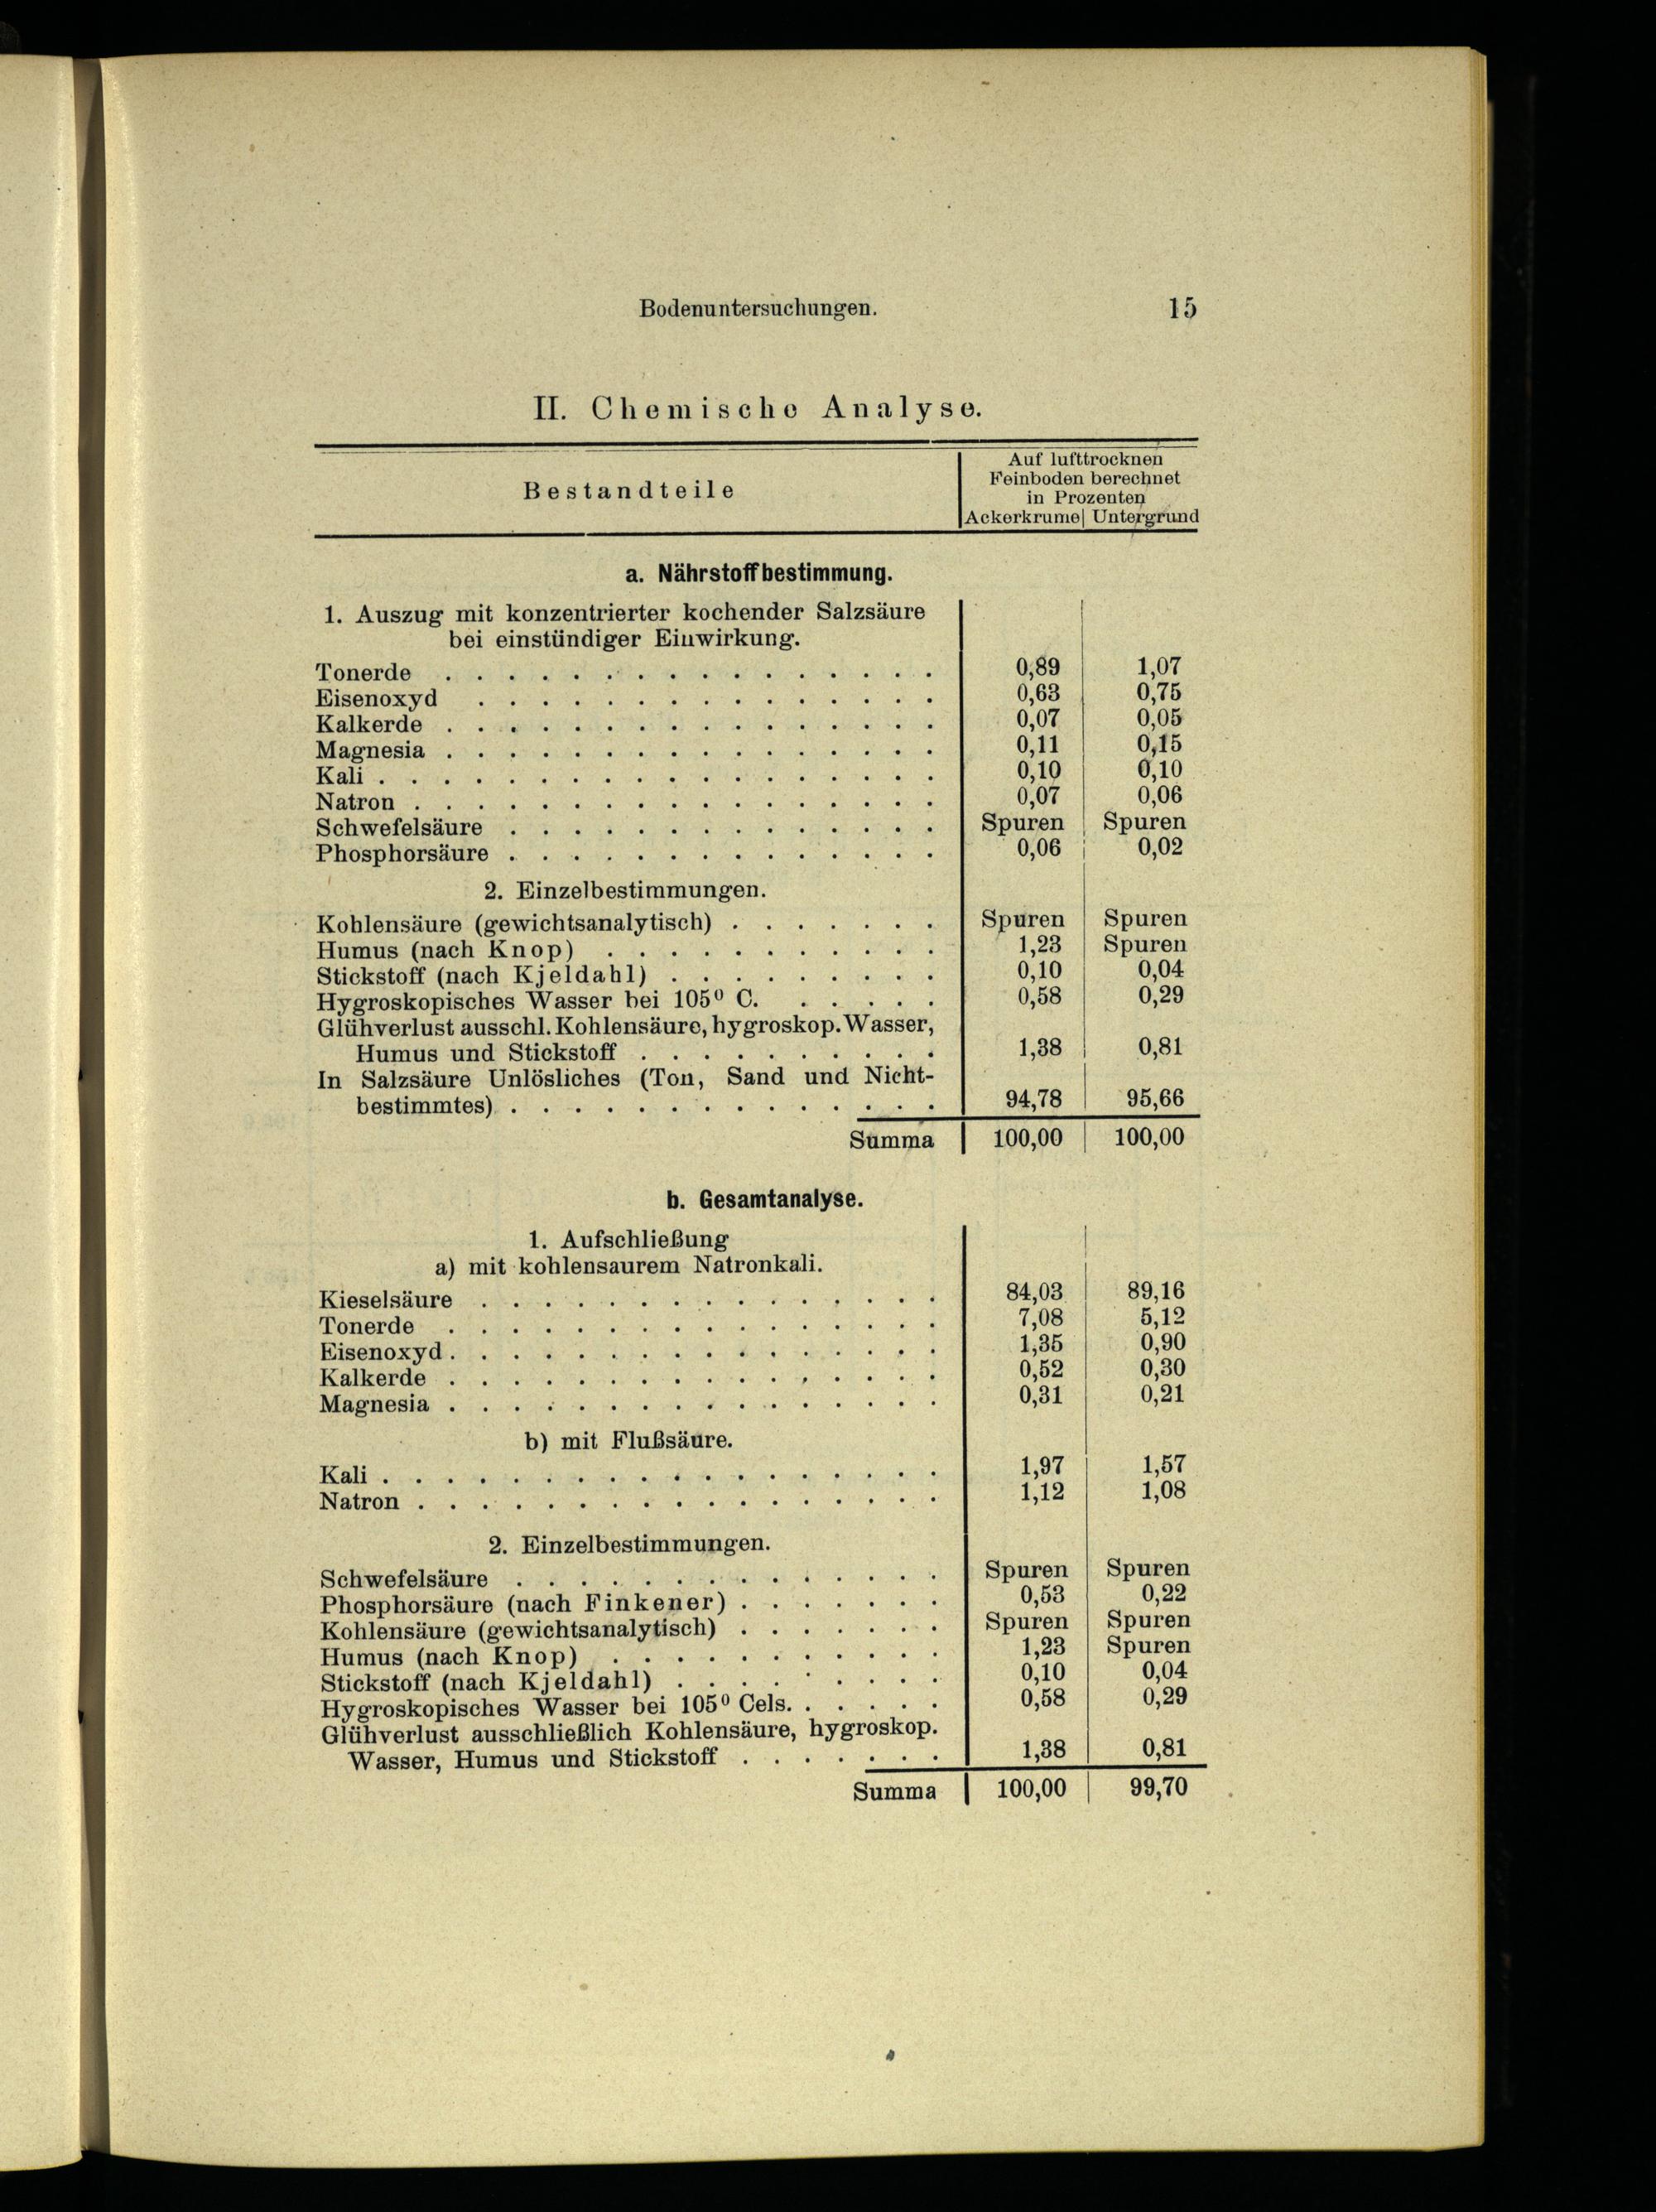 Bodenuntersuchungen. 15
II. Chemische Analyse.
Bestandteile
Auf lufttrocknen
Feinboden berechnet
in Prozenten
Ackerkrume | Untergrund
a. Nährstoffbestimmung.
1. Auszug mit konzentrierter kochender Salzsäure
bei einstündiger Einwirkung.
Tonerde . . . . . . . . . . . . . . . . 0,89 1,07
Eisenoxyd . . . . . . . . . . . . . . . 0,63 0,75
Kalkerde . . . . . . . . . . . . . . . . 0,07 0,05
Magnesia . . . . . . . . . . . . . . . . 0,11 0,15
Kali . . . . . . . . . . . . . . . . . . 0,10 0,10
Natron . . . . . . . . . . . . . . . . . 0,07 0,06
Schwefelsäure . . . . . . . . . . . . . . Spuren Spuren
Phosphorsäure . . . . . . . . . . . . . . 0,06 0,02
2. Einzelbestimmungen.
Kohlensäure (gewichtsanalytisch) . . . . . . . Spuren Spuren
Humus (nach Knop) . . . . . . . . . . . 1,23 Spuren
Stickstoff (nach Kjeldahl) . . . . . . . . . 0,10 0,04
Hygroskopisches Wasser bei 105⁰ C. . . . . . 0,58 0,29
Glühverlust ausschl. Kohlensäure, hygroskop. Wasser,
Humus und Stickstoff . . . . . . . . . . 1,38 0,81
In Salzsäure Unlösliches (Ton, Sand und Nicht-
bestimmtes) . . . . . . . . . . . . . . 94,78 95,66
Summa 100,00 100,00
b. Gesamtanalyse.
1. Aufschließung
a) mit kohlensaurem Natronkali.
Kieselsäure . . . . . . . . . . . . . . . 84,03 89,16
Tonerde . . . . . . . . . . . . . . . . 7,08 5,12
Eisenoxyd . . . . . . . . . . . . . . . . 1,35 0,90
Kalkerde . . . . . . . . . . . . . . . . 0,52 0,30
Magnesia . . . . . . . . . . . . . . . . 0,31 0,21
b) mit Flußsäure.
Kali . . . . . . . . . . . . . . . . . . 1,97 1,57
Natron . . . . . . . . . . . . . . . . . 1,12 1,08
2. Einzelbestimmungen.
Schwefelsäure . . . . . . . . . . . . . . Spuren Spuren
Phosphorsäure (nach Finkener) . . . . . . . 0,53 0,22
Kohlensäure (gewichtsanalytisch) . . . . . . . Spuren Spuren
Humus (nach Knop) . . . . . . . . . . . 1,23 Spuren
Stickstoff (nach Kjeldahl) . . . . . . . . 0,10 0,04
Hygroskopisches Wasser bei 105⁰ Cels. . . . . . 0,58 0,29
Glühverlust ausschließlich Kohlensäure, hygroskop.
Wasser, Humus und Stickstoff . . . . . . . 1,38 0,81
Summa 100,00 99,70